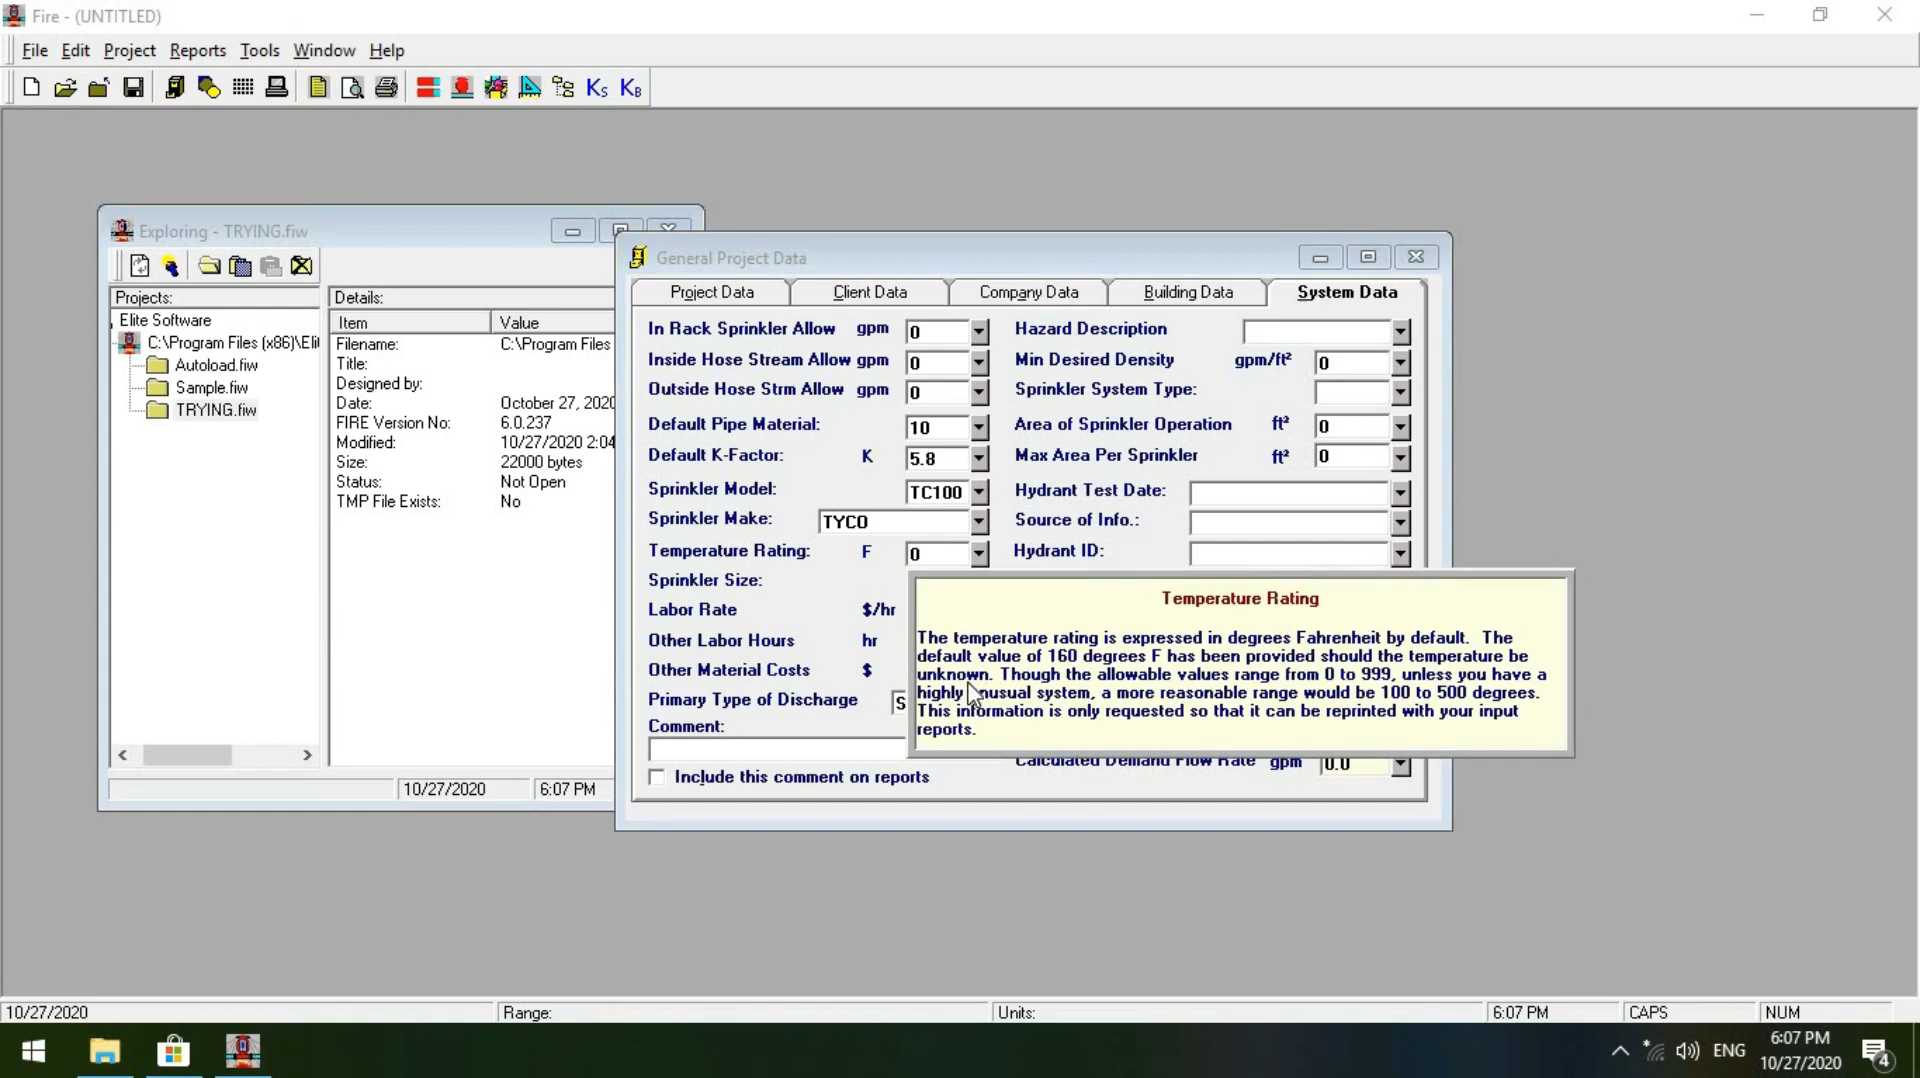 Fire - (UNTITLED)
File Edit Project Reports Tools Window Help
KS KB
Exploring - TRYING.fiw
Projects:
Elite Software
C:\Program Files (x86)\Eli
Autoload.fiw
Sample.fiw
TRYING.fiw
Details:
Item Value
Filename: C:\Program Files
Title:
Designed by:
Date: October 27, 2020
FIRE Version No: 6.0.237
Modified: 10/27/2020 2:04
Size: 22000 bytes
Status: Not Open
TMP File Exists: No
10/27/2020 6:07 PM
General Project Data
Project Data Client Data Company Data Building Data System Data
In Rack Sprinkler Allow gpm 0
Inside Hose Stream Allow gpm 0
Outside Hose Strm Allow gpm 0
Default Pipe Material: 10
Default K-Factor: K 5.8
Sprinkler Model: TC100
Sprinkler Make: TYCO
Temperature Rating: F 0
Sprinkler Size:
Labor Rate $/hr
Other Labor Hours hr
Other Material Costs $
Primary Type of Discharge S
Comment:
Include this comment on reports
Hazard Description
Min Desired Density gpm/ft² 0
Sprinkler System Type:
Area of Sprinkler Operation ft² 0
Max Area Per Sprinkler ft² 0
Hydrant Test Date:
Source of Info.:
Hydrant ID:
Temperature Rating
The temperature rating is expressed in degrees Fahrenheit by default. The
default value of 160 degrees F has been provided should the temperature be
unknown. Though the allowable values range from 0 to 999, unless you have a
highly unusual system, a more reasonable range would be 100 to 500 degrees.
This information is only requested so that it can be reprinted with your input
reports.
Calculated Demand Flow Rate gpm 0.0
10/27/2020 Range: Units: 6:07 PM CAPS NUM
ENG 6:07 PM
10/27/2020 4